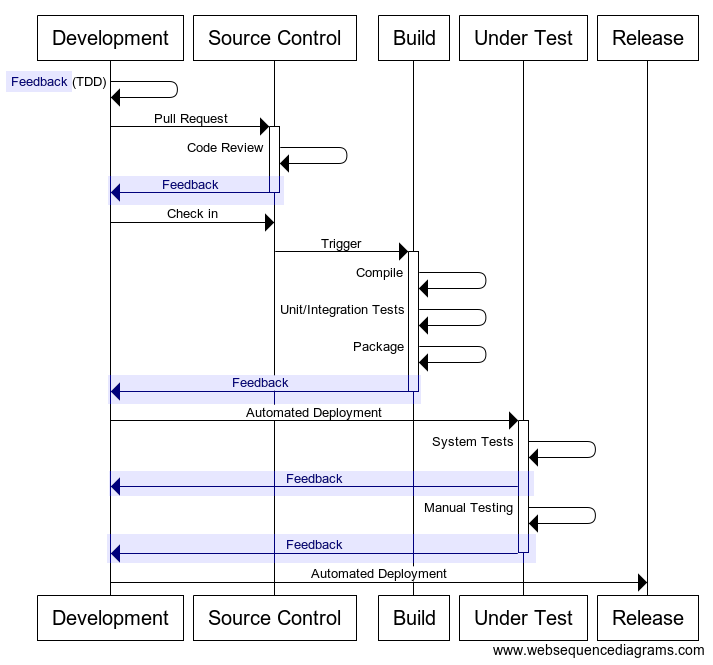 Development Source Control Build Under Test Release
Feedback (TDD)
Pull Request
Code Review
Feedback
Check in
Trigger
Compile
Unit/Integration Tests
Package
Feedback
Automated Deployment
System Tests
Feedback
Manual Testing
Feedback
Automated Deployment
Development Source Control Build Under Test Release
www.websequencediagrams.com